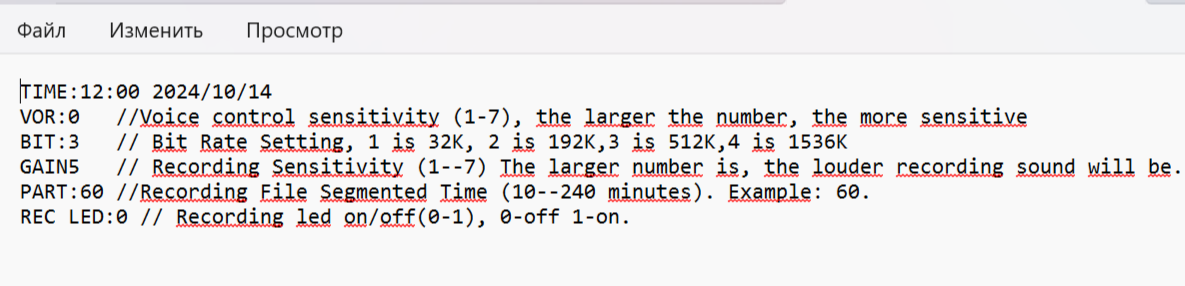 Файл Изменить Просмотр
TIME:12:00 2024/10/14
VOR:0 //Voice control sensitivity (1-7), the larger the number, the more sensitive
BIT:3 // Bit Rate Setting, 1 is 32K, 2 is 192K,3 is 512K,4 is 1536K
GAIN5 // Recording Sensitivity (1--7) The larger number is, the louder recording sound will be.
PART:60 //Recording File Segmented Time (10--240 minutes). Example: 60.
REC LED:0 // Recording led on/off(0-1), 0-off 1-on.